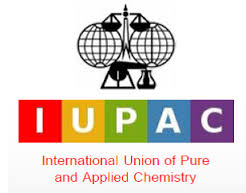 IUPAC
International Union of Pure
and Applied Chemistry